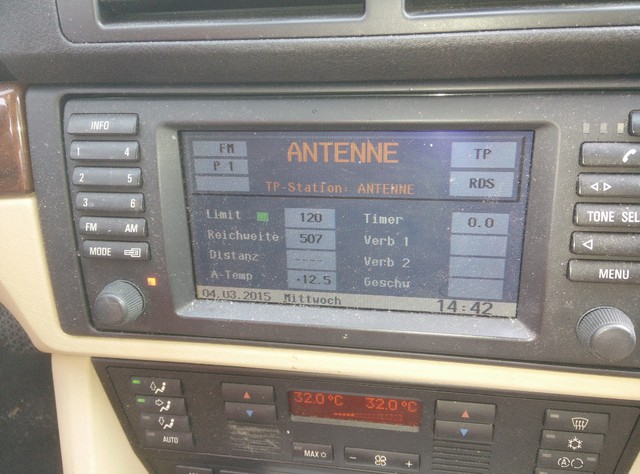 INFO
1 4
2 5
3 6
FM AM
MODE
FM
P 1
ANTENNE
TP
TP-Station: ANTENNE
RDS
Limit 120 Timer 0.0
Reichweite 507 Verb 1
Distanz ---- Verb 2
A-Temp +12.5 Geschw
04.03.2015 Mittwoch 14:42
TONE SEL
MENU
32.0 °C 32.0 °C
AUTO
MAX
- +
A